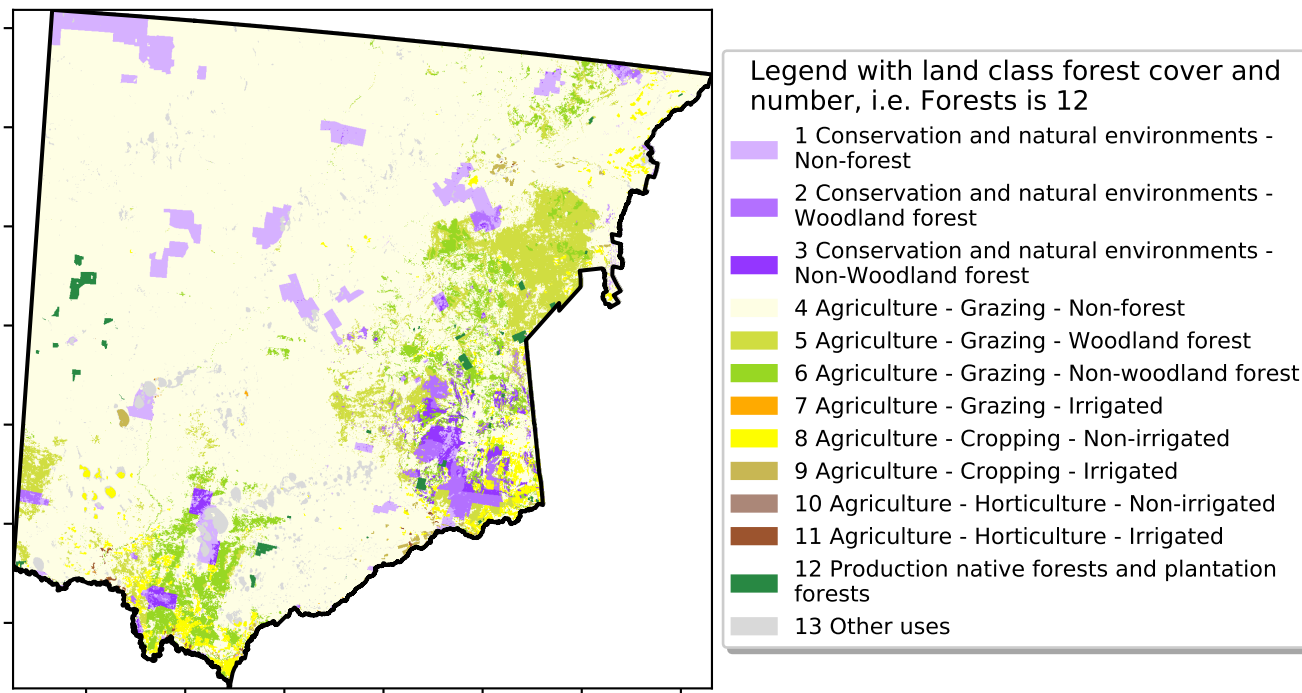 Legend with land class forest cover and
number, i.e. Forests is 12
1 Conservation and natural environments -
Non-forest
2 Conservation and natural environments -
Woodland forest
3 Conservation and natural environments -
Non-Woodland forest
4 Agriculture - Grazing - Non-forest
5 Agriculture - Grazing - Woodland forest
6 Agriculture - Grazing - Non-woodland forest
7 Agriculture - Grazing - Irrigated
8 Agriculture - Cropping - Non-irrigated
9 Agriculture - Cropping - Irrigated
10 Agriculture - Horticulture - Non-irrigated
11 Agriculture - Horticulture - Irrigated
12 Production native forests and plantation
forests
13 Other uses